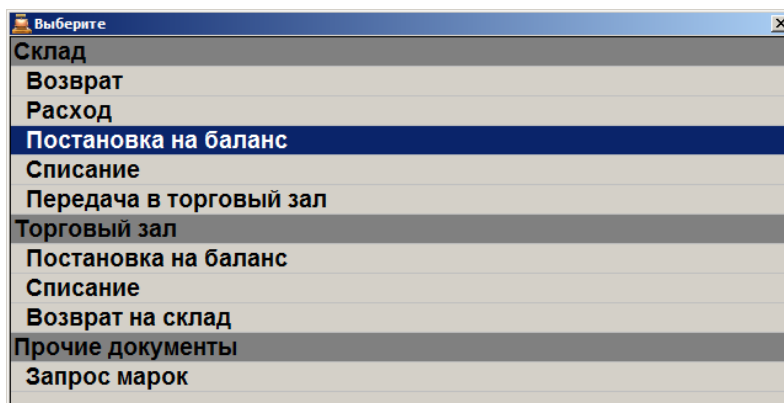 Выберите
Склад
Возврат
Расход
Постановка на баланс
Списание
Передача в торговый зал
Торговый зал
Постановка на баланс
Списание
Возврат на склад
Прочие документы
Запрос марок